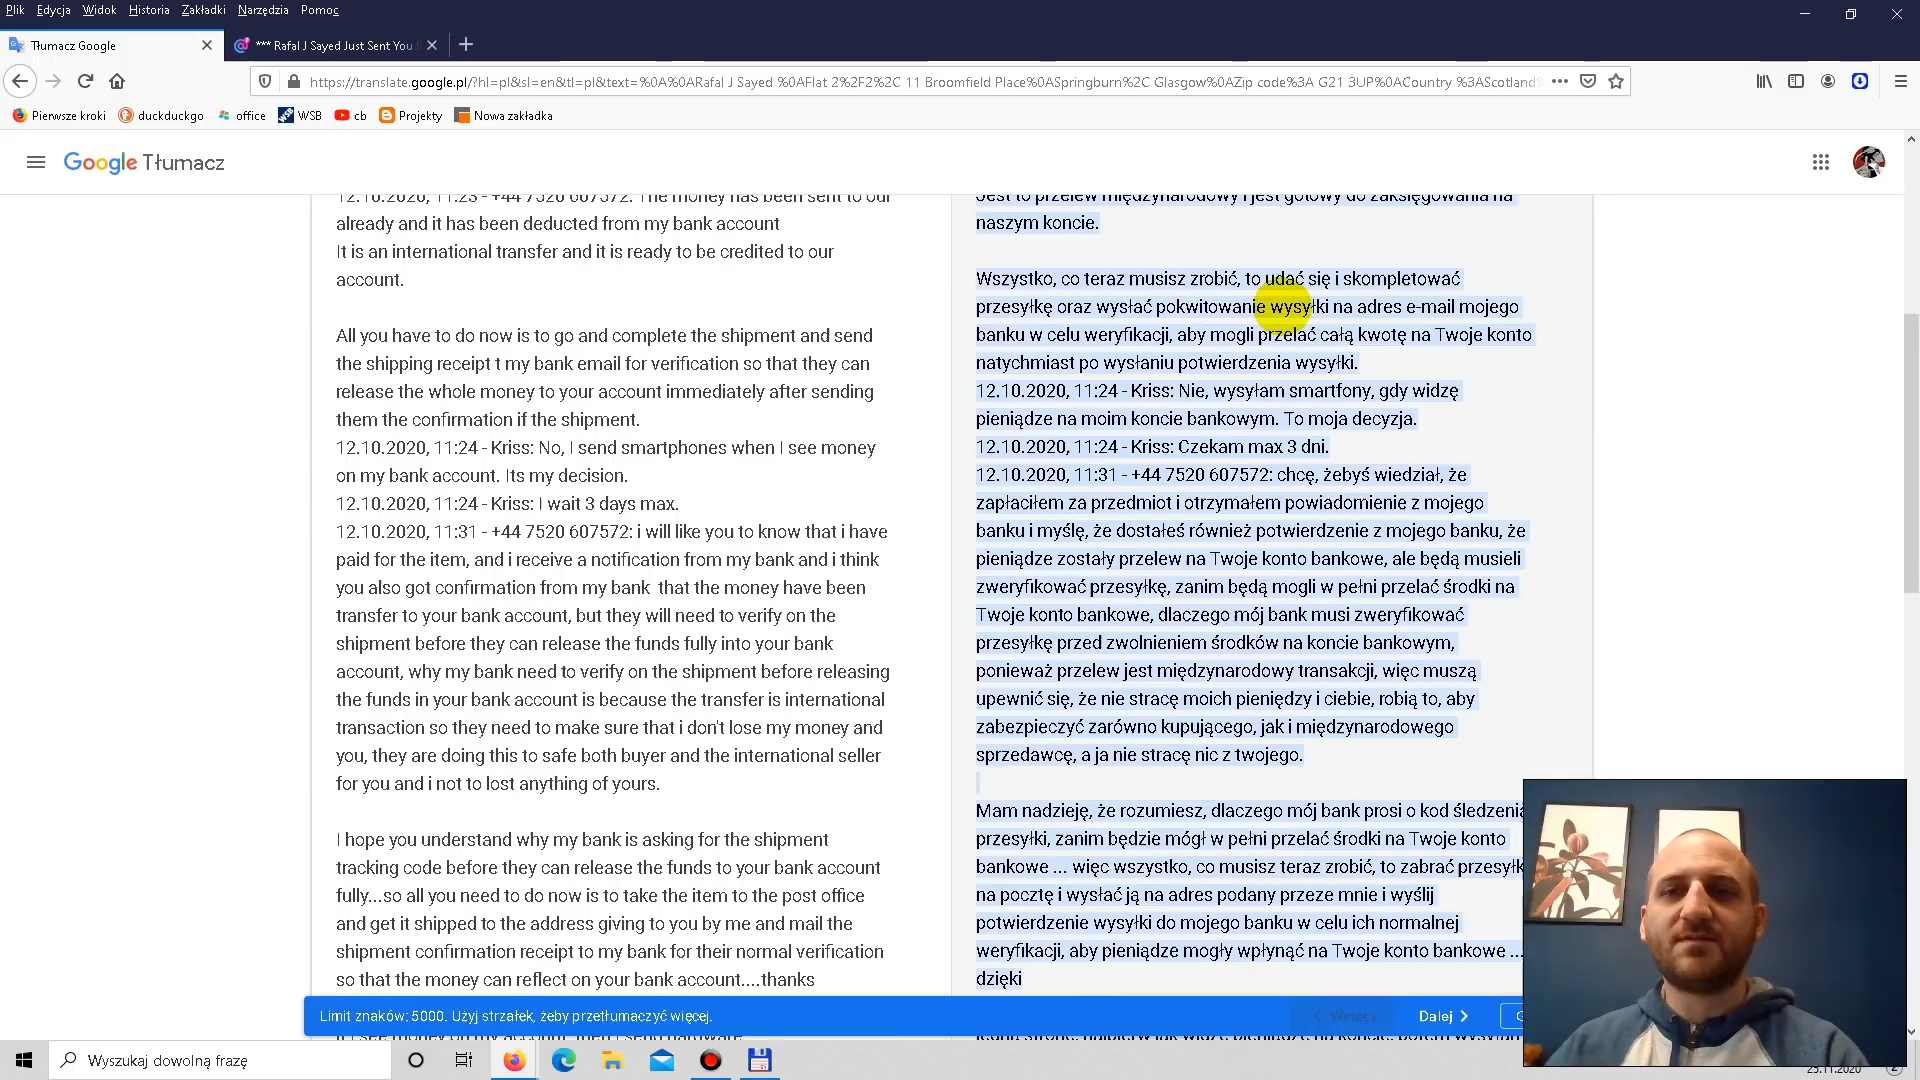 Plik Edycja Widok Historia Zakładki Narzędzia Pomoc
Tłumacz Google
*** Rafal J Sayed Just Sent You
https://translate.google.pl/?hl=pl&sl=en&tl=pl&text=%0A%0ARafal J Sayed %0AFlat 2%2F2%2C 11 Broomfield Place%0ASpringburn%2C Glasgow%0AZip code%3A G21 3UP%0ACountry %3AScotland%
Pierwsze kroki duckduckgo office WSB cb Projekty Nowa zakładka
Google Tłumacz
12.10.2020, 11:23 - +44 7520 607572: The money has been sent to our
already and it has been deducted from my bank account
It is an international transfer and it is ready to be credited to our
account.
All you have to do now is to go and complete the shipment and send
the shipping receipt t my bank email for verification so that they can
release the whole money to your account immediately after sending
them the confirmation if the shipment.
12.10.2020, 11:24 - Kriss: No, I send smartphones when I see money
on my bank account. Its my decision.
12.10.2020, 11:24 - Kriss: I wait 3 days max.
12.10.2020, 11:31 - +44 7520 607572: i will like you to know that i have
paid for the item, and i receive a notification from my bank and i think
you also got confirmation from my bank  that the money have been
transfer to your bank account, but they will need to verify on the
shipment before they can release the funds fully into your bank
account, why my bank need to verify on the shipment before releasing
the funds in your bank account is because the transfer is international
transaction so they need to make sure that i don't lose my money and
you, they are doing this to safe both buyer and the international seller
for you and i not to lost anything of yours.
I hope you understand why my bank is asking for the shipment
tracking code before they can release the funds to your bank account
fully...so all you need to do now is to take the item to the post office
and get it shipped to the address giving to you by me and mail the
shipment confirmation receipt to my bank for their normal verification
so that the money can reflect on your bank account....thanks
Jest to przelew międzynarodowy i jest gotowy do zaksięgowania na
naszym koncie.
Wszystko, co teraz musisz zrobić, to udać się i skompletować
przesyłkę oraz wysłać pokwitowanie wysyłki na adres e-mail mojego
banku w celu weryfikacji, aby mogli przelać całą kwotę na Twoje konto
natychmiast po wysłaniu potwierdzenia wysyłki.
12.10.2020, 11:24 - Kriss: Nie, wysyłam smartfony, gdy widzę
pieniądze na moim koncie bankowym. To moja decyzja.
12.10.2020, 11:24 - Kriss: Czekam max 3 dni.
12.10.2020, 11:31 - +44 7520 607572: chcę, żebyś wiedział, że
zapłaciłem za przedmiot i otrzymałem powiadomienie z mojego
banku i myślę, że dostałeś również potwierdzenie z mojego banku, że
pieniądze zostały przelew na Twoje konto bankowe, ale będą musieli
zweryfikować przesyłkę, zanim będą mogli w pełni przelać środki na
Twoje konto bankowe, dlaczego mój bank musi zweryfikować
przesyłkę przed zwolnieniem środków na koncie bankowym,
ponieważ przelew jest międzynarodowy transakcji, więc muszą
upewnić się, że nie stracę moich pieniędzy i ciebie, robią to, aby
zabezpieczyć zarówno kupującego, jak i międzynarodowego
sprzedawcę, a ja nie stracę nic z twojego.
Mam nadzieję, że rozumiesz, dlaczego mój bank prosi o kod śledzenia
przesyłki, zanim będzie mógł w pełni przelać środki na Twoje konto
bankowe ... więc wszystko, co musisz teraz zrobić, to zabrać przesyłk
na pocztę i wysłać ją na adres podany przeze mnie i wyślij
potwierdzenie wysyłki do mojego banku w celu ich normalnej
weryfikacji, aby pieniądze mogły wpłynąć na Twoje konto bankowe ...
dzięki
Limit znaków: 5000. Użyj strzałek, żeby przetłumaczyć więcej.
Wstecz Dalej
Wyszukaj dowolną frazę